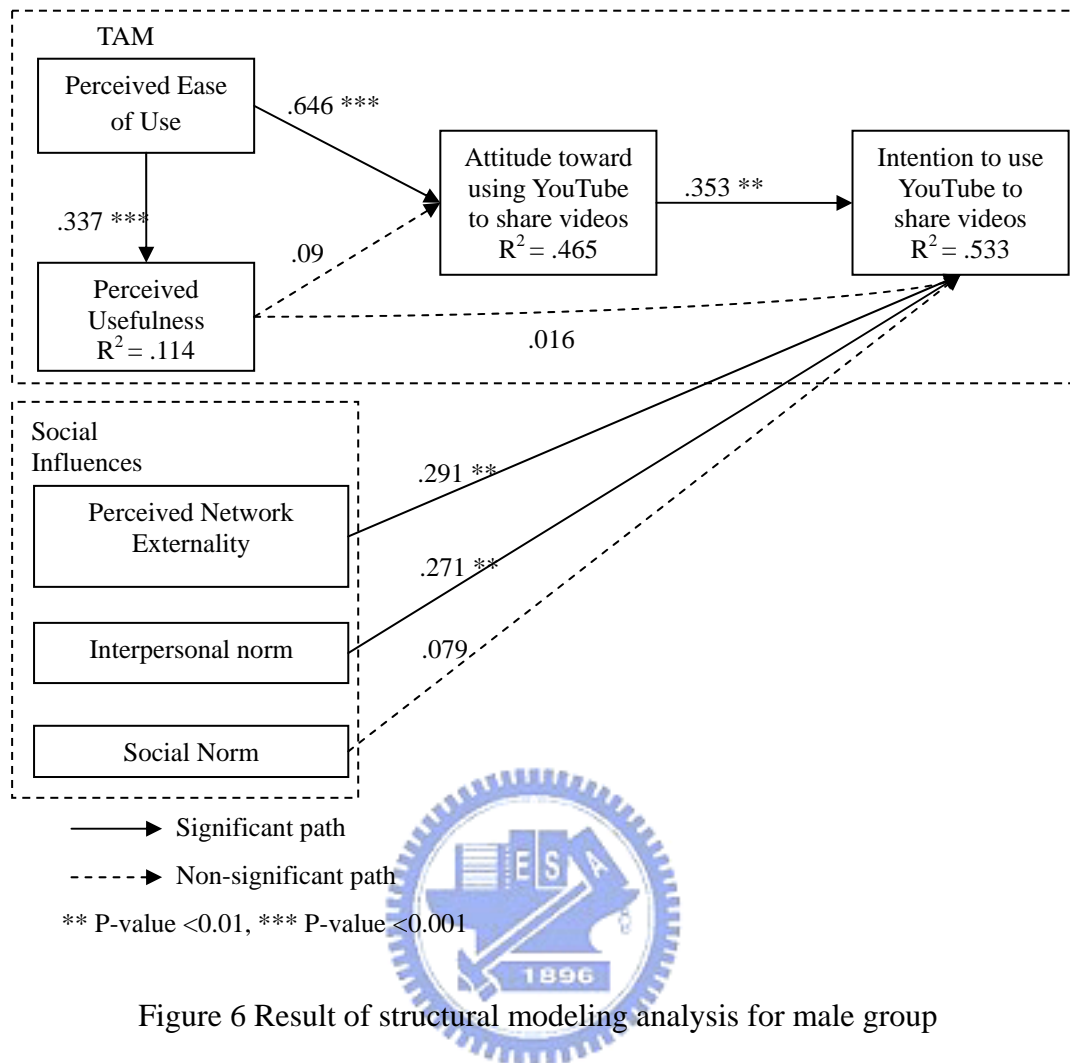 TAM
Perceived Ease
of Use
.646 ***
Attitude toward
using YouTube
to share videos
R² = .465
.353 **
Intention to use
YouTube to
share videos
R² = .533
.337 ***
.09
Perceived
Usefulness
R² = .114
.016
Social
Influences
.291 **
Perceived Network
Externality
.271 **
Interpersonal norm
.079
Social Norm
Significant path
Non-significant path
** P-value <0.01, *** P-value <0.001
E S A
1896
Figure 6 Result of structural modeling analysis for male group